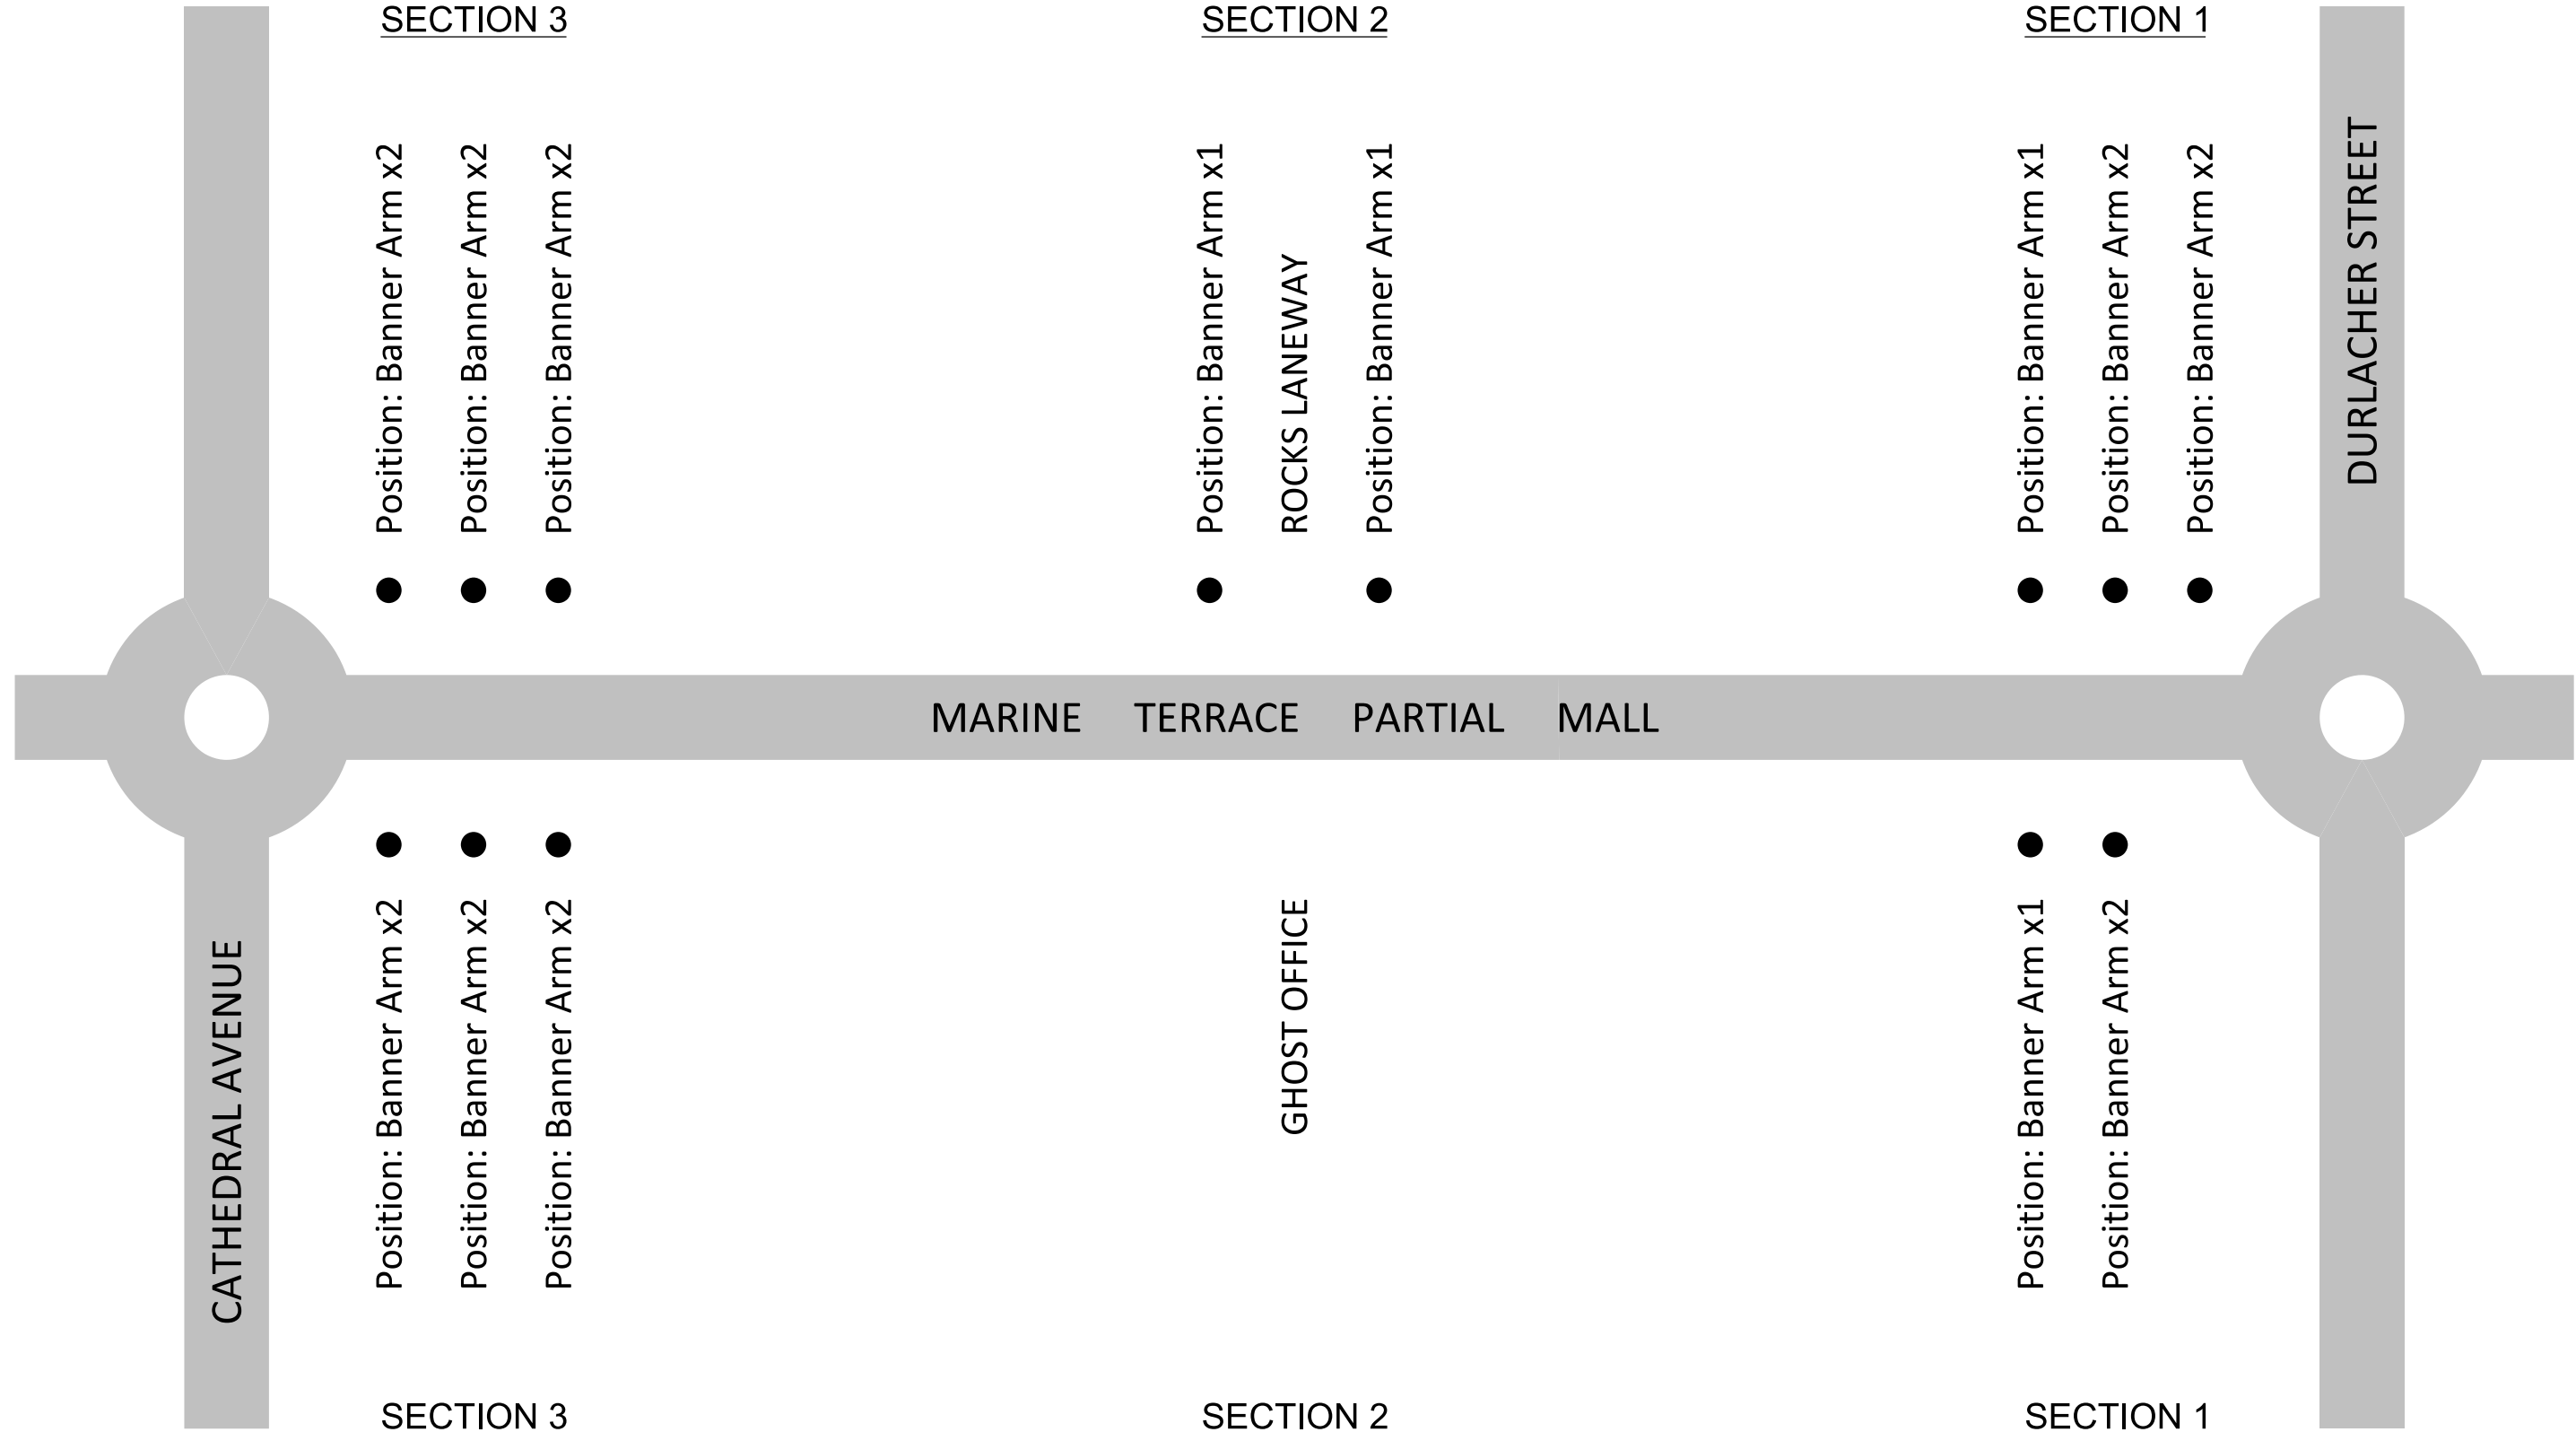 SECTION 3
SECTION 2
SECTION 1
Position: Banner Arm x2
Position: Banner Arm x2
Position: Banner Arm x2
Position: Banner Arm x1
ROCKS LANEWAY
Position: Banner Arm x1
Position: Banner Arm x1
Position: Banner Arm x2
Position: Banner Arm x2
DURLACHER STREET
MARINE TERRACE PARTIAL MALL
CATHEDRAL AVENUE
Position: Banner Arm x2
Position: Banner Arm x2
Position: Banner Arm x2
GHOST OFFICE
Position: Banner Arm x1
Position: Banner Arm x2
SECTION 3
SECTION 2
SECTION 1